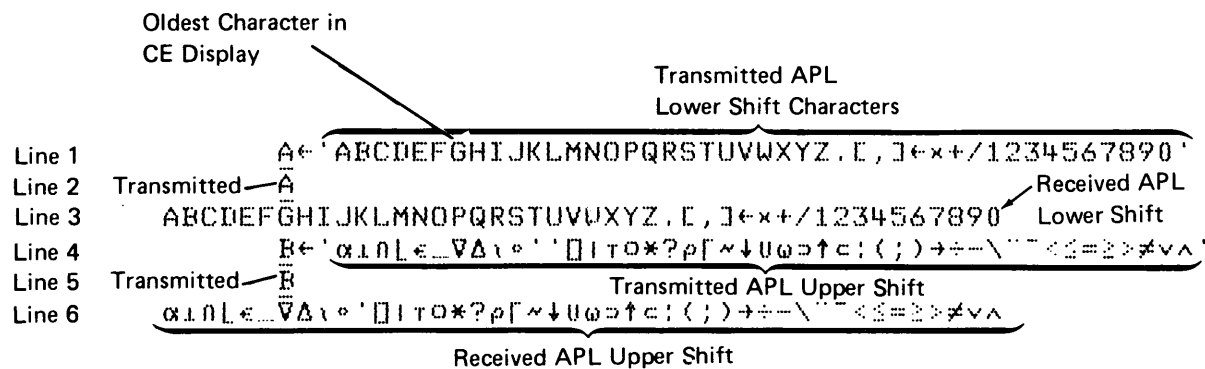 Oldest Character in
CE Display
Transmitted APL
Lower Shift Characters
Line 1 A←'ABCDEFGHIJKLMNOPQRSTUVWXYZ.[,]←×+/1234567890'
Line 2 Transmitted A
Line 3 ABCDEFGHIJKLMNOPQRSTUVWXYZ.[,]←×+/1234567890 Received APL
Lower Shift
Line 4 B←'⍺⊥∩⌊∊_∇∆⍳∘''⎕∣⊤○*?⍴⌈~↓∪⍵⊃↑⊂:(;)→÷-\¨¯<≤=≥>≠∨∧'
Line 5 Transmitted B
Transmitted APL Upper Shift
Line 6 ⍺⊥∩⌊∊_∇∆⍳∘'⎕∣⊤○*?⍴⌈~↓∪⍵⊃↑⊂:(;)→÷-\¨¯<≤=≥>≠∨∧
Received APL Upper Shift